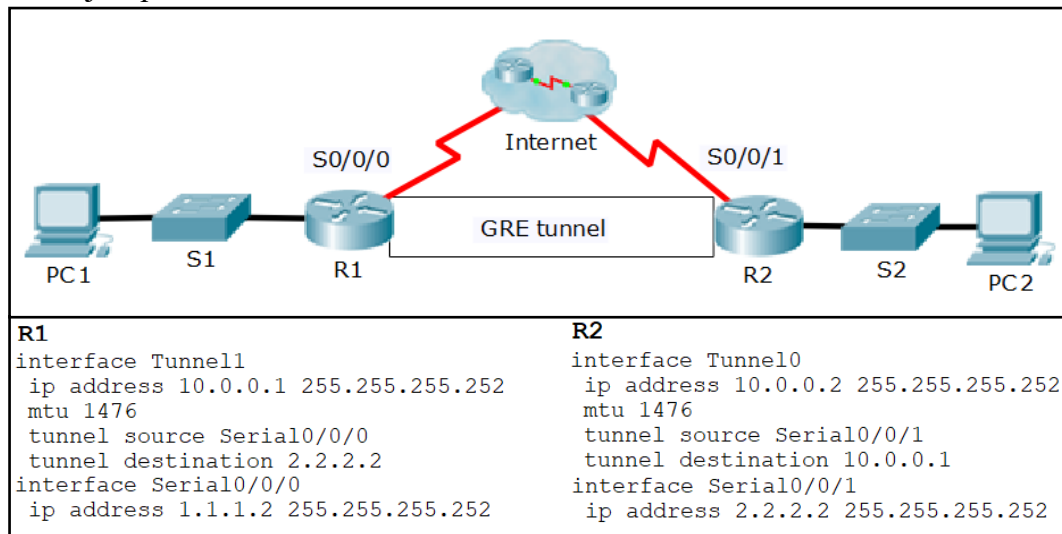 Internet
S0/0/0
S0/0/1
GRE tunnel
PC1
S1
R1
R2
S2
PC2
R1
interface Tunnel1
ip address 10.0.0.1 255.255.255.252
mtu 1476
tunnel source Serial0/0/0
tunnel destination 2.2.2.2
interface Serial0/0/0
ip address 1.1.1.2 255.255.255.252
R2
interface Tunnel0
ip address 10.0.0.2 255.255.255.252
mtu 1476
tunnel source Serial0/0/1
tunnel destination 10.0.0.1
interface Serial0/0/1
ip address 2.2.2.2 255.255.255.252